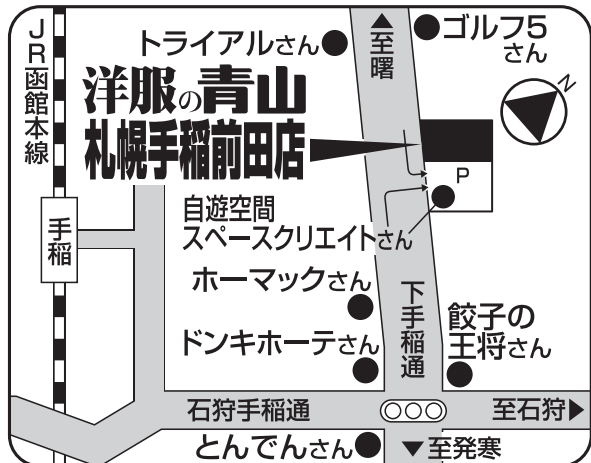 JR函館本線
トライアルさん
至曙
ゴルフ5
さん
洋服の青山
札幌手稲前田店
N
P
手稲
自遊空間
スペースクリエイトさん
ホーマックさん
下手稲通
餃子の
王将さん
ドンキホーテさん
石狩手稲通
至石狩
とんでんさん
至発寒